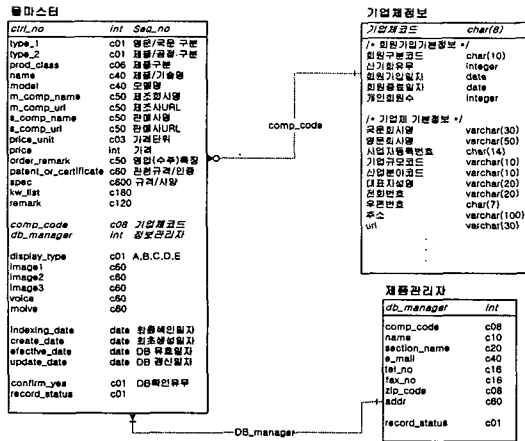 물마스터
ctrl_no int Seq_no
type_1 c01 영문/국문 구분
type_2 c01 제품/공정 구분
prod_class c06 제품구분
name c40 제품/기술명
model c40 모델명
m_comp_name c50 제조회사명
m_comp_url c50 제조사URL
s_comp_name c50 판매사명
s_comp_url c50 판매사URL
price_unit c03 가격단위
price int 가격
order_remark c50 영업(수주)특징
patent_or_certificate c60 관련규격/인증
spec c600 규격/사양
kw_list c180
remark c120
comp_code c08 기업체코드
db_manager int 정보관리자
display_type c01 A,B,C,D,E
image1 c60
image2 c60
image3 c60
voice c60
moive c60
indexing_date date 최종색인일자
create_date date 최초생성일자
efective_date date DB 유효일자
update_date date DB 갱신일자
confirm_yes c01 DB확인유무
record_status c01
comp_code
DB_manager
기업체정보
기업체코드 char(8)
/* 회원가입기본정보 */
회원구분코드 char(10)
신기회유무 integer
회원가입일자 date
회원종료일자 date
개인회원수 integer
/* 기업체 기본정보 */
국문회사명 varchar(30)
영문회사명 varchar(50)
사업자등록번호 char(14)
기업규모코드 varchar(10)
산업분야코드 varchar(10)
대표자성명 varchar(20)
전화번호 varchar(20)
우편번호 char(7)
주소 varchar(100)
url varchar(30)
제품관리자
db_manager int
comp_code c08
name c10
section_name c20
e_mail c40
tel_no c16
fax_no c16
zip_code c08
addr c60
record_status c01